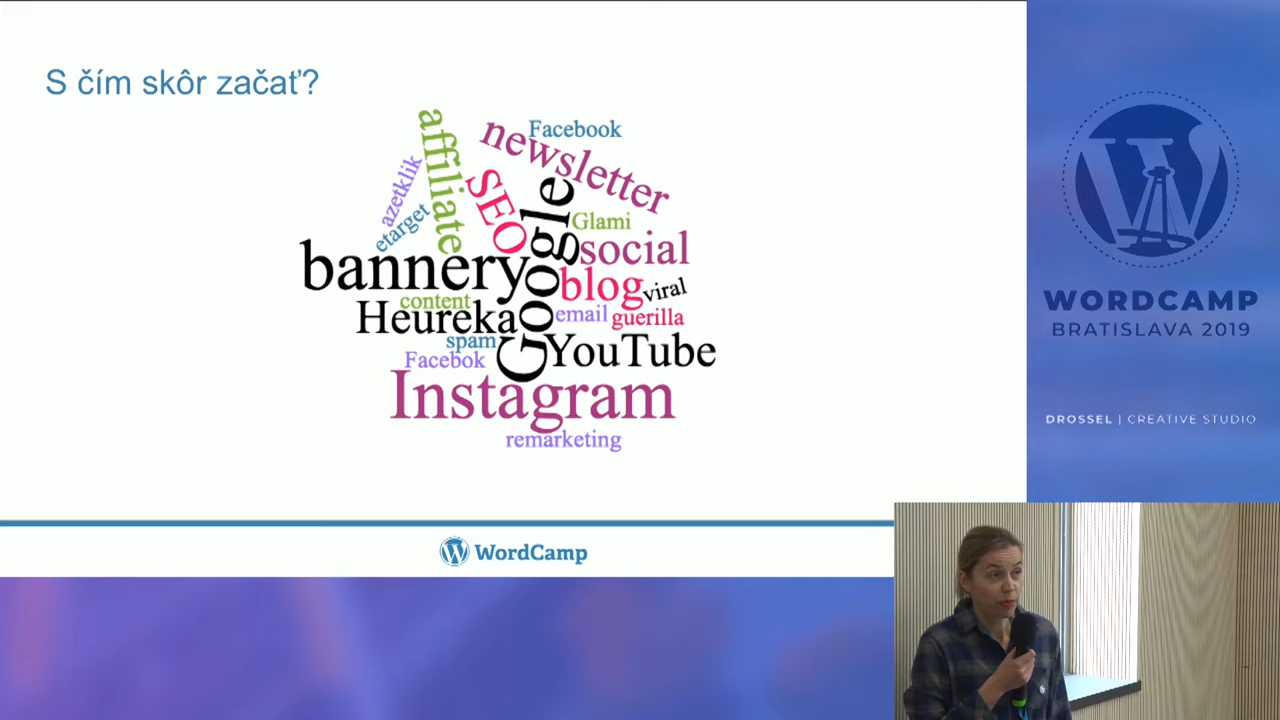 S čím skôr začať?
affiliate
newsletter
Facebook
azetklik
SEO
etarget
Google
Glami
social
bannery
blog
viral
content
Heureka
email
guerilla
spam
YouTube
Facebok
Instagram
remarketing
WordCamp
WORDCAMP
BRATISLAVA 2019
DROSSEL | CREATIVE STUDIO